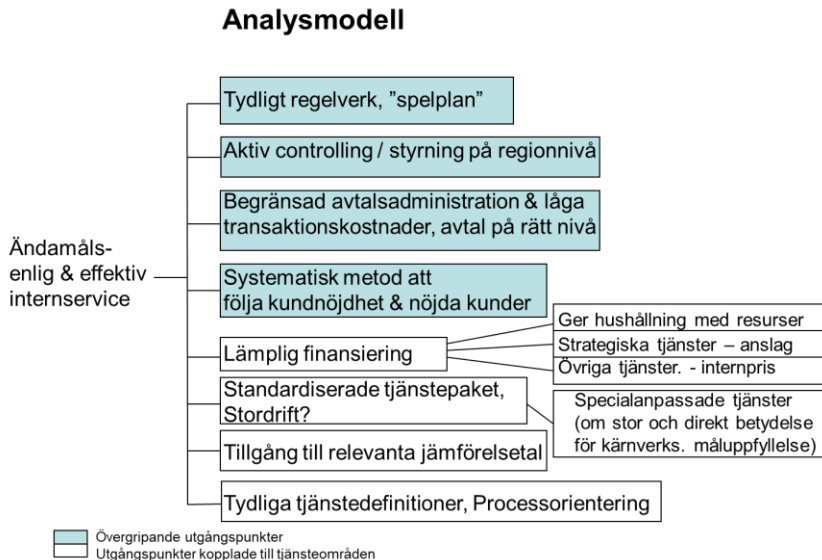 Analysmodell
Tydligt regelverk, ”spelplan”
Aktiv controlling / styrning på regionnivå
Begränsad avtalsadministration & låga
transaktionskostnader, avtal på rätt nivå
Ändamåls-
enlig & effektiv
internservice
Systematisk metod att
följa kundnöjdhet & nöjda kunder
Lämplig finansiering
Ger hushållning med resurser
Strategiska tjänster – anslag
Övriga tjänster. - internpris
Standardiserade tjänstepaket,
Stordrift?
Specialanpassade tjänster
(om stor och direkt betydelse
för kärnverks. måluppfyllelse)
Tillgång till relevanta jämförelsetal
Tydliga tjänstedefinitioner, Processorientering
Övergripande utgångspunkter
Utgångspunkter kopplade till tjänsteområden